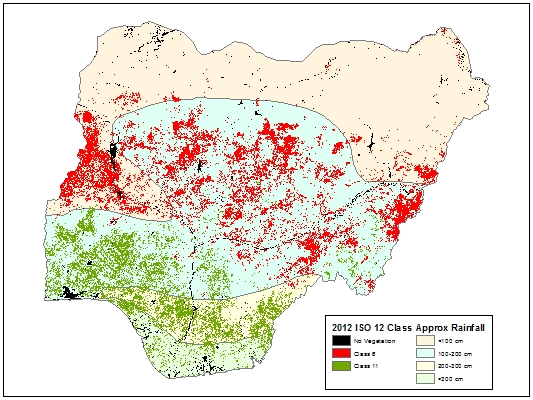 2012 ISO 12 Class Approx Rainfall
No Vegetation
<100 cm
Class 6
100-200 cm
Class 11
200-300 cm
>300 cm